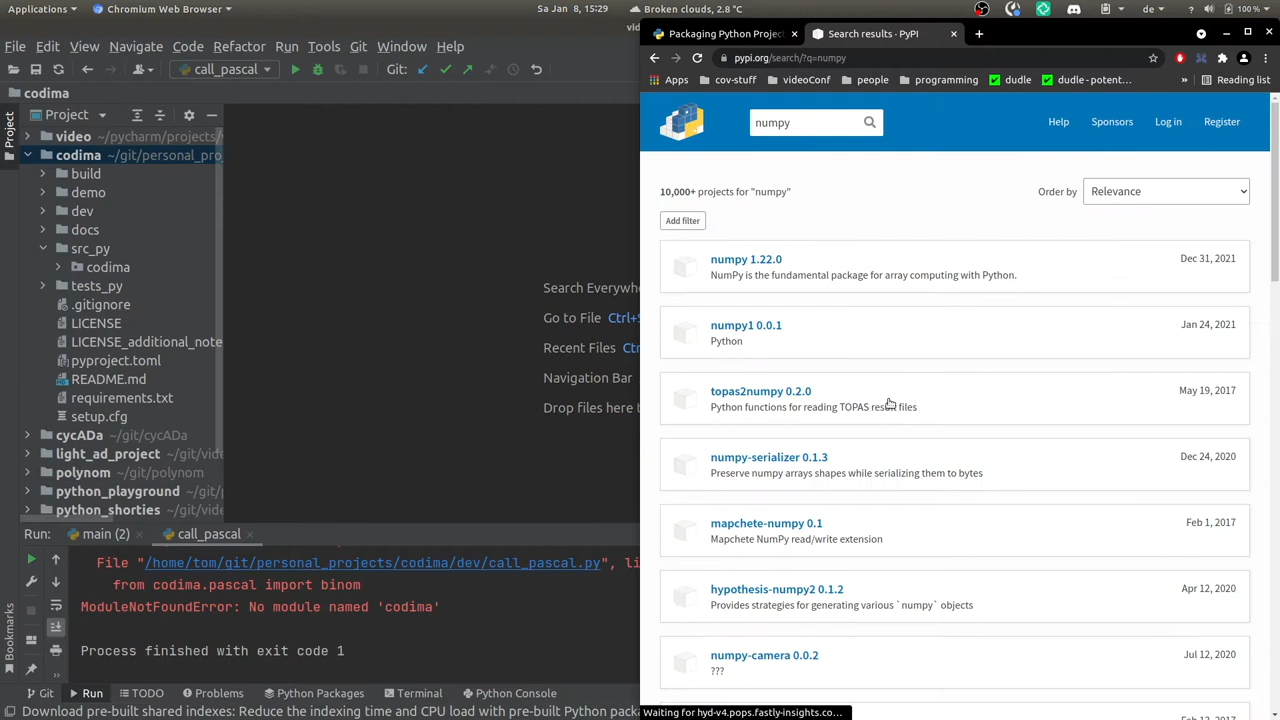 Applications
Chromium Web Browser
Sa Jan 8, 15:29
Broken clouds, 2.8 °C
de
100 %
vid
File Edit View Navigate Code Refactor Run Tools Git Window Help
call_pascal
Git:
codima
Project
Project
video ~/pycharm/projects/
codima ~/git/personal_pro
build
demo
dev
docs
src_py
codima
tests_py
.gitignore
LICENSE
LICENSE_additional_note
pyproject.toml
README.md
requirements.txt
setup.cfg
cycADa ~/git/cycADa
light_ad_project ~/git/vide
polynom ~/git/polynom
python_playground ~/git/
python_shorties ~/git/video
Search Everywhe
Go to File Ctrl+S
Recent Files Ctr
Navigation Bar
Drop files here t
Run: main (2) call_pascal
File "/home/tom/git/personal_projects/codima/dev/call_pascal.py", li
from codima.pascal import binom
ModuleNotFoundError: No module named 'codima'
Process finished with exit code 1
Bookmarks
Git Run TODO Problems Python Packages Terminal Python Console
Download pre-built shared indexes: Reduce the indexing time and CPU load with pre-built Python pack
Packaging Python Projec
Search results · PyPI
pypi.org/search/?q=numpy
Apps cov-stuff videoConf people programming dudle dudle - potent… » Reading list
numpy
Help Sponsors Log in Register
10,000+ projects for "numpy"
Order by Relevance
Add filter
numpy 1.22.0 Dec 31, 2021
NumPy is the fundamental package for array computing with Python.
numpy1 0.0.1 Jan 24, 2021
Python
topas2numpy 0.2.0 May 19, 2017
Python functions for reading TOPAS result files
numpy-serializer 0.1.3 Dec 24, 2020
Preserve numpy arrays shapes while serializing them to bytes
mapchete-numpy 0.1 Feb 1, 2017
Mapchete NumPy read/write extension
hypothesis-numpy2 0.1.2 Apr 12, 2020
Provides strategies for generating various `numpy` objects
numpy-camera 0.0.2 Jul 12, 2020
???
Waiting for hyd-v4.pops.fastly-insights.co...